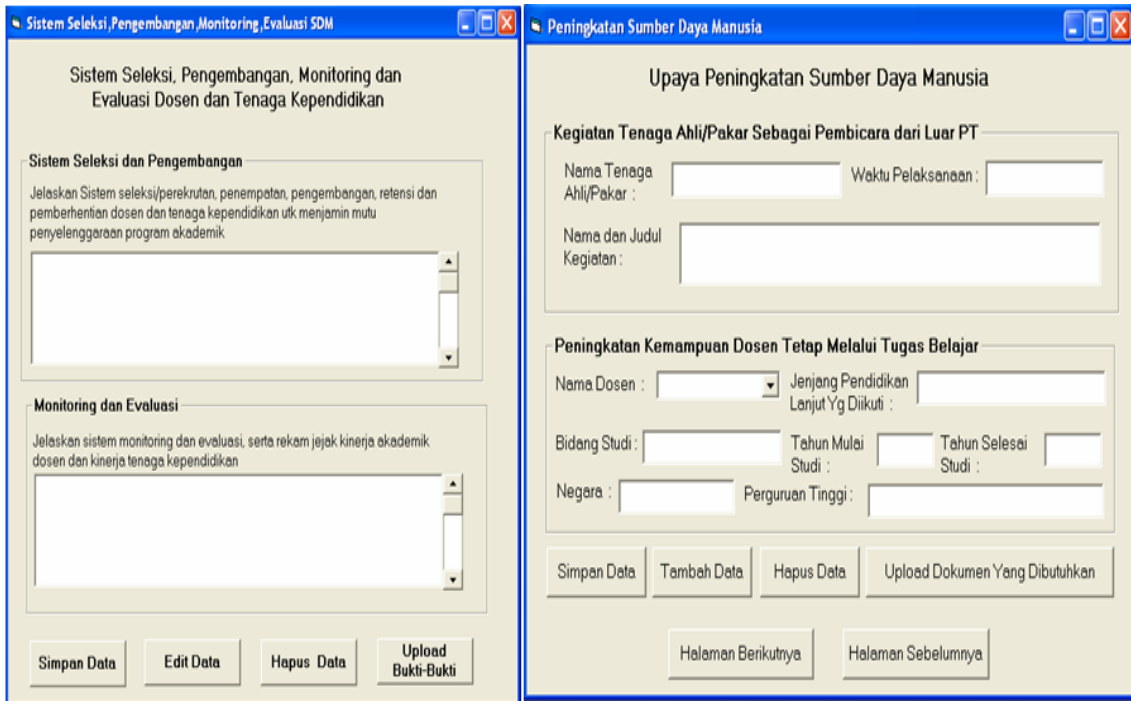 Sistem Seleksi,Pengembangan,Monitoring,Evaluasi SDM
Sistem Seleksi, Pengembangan, Monitoring dan
Evaluasi Dosen dan Tenaga Kependidikan
Sistem Seleksi dan Pengembangan
Jelaskan Sistem seleksi/perekrutan, penempatan, pengembangan, retensi dan
pemberhentian dosen dan tenaga kependidikan utk menjamin mutu
penyelenggaraan program akademik
Monitoring dan Evaluasi
Jelaskan sistem monitoring dan evaluasi, serta rekam jejak kinerja akademik
dosen dan kinerja tenaga kependidikan
Simpan Data
Edit Data
Hapus Data
Upload
Bukti-Bukti
Peningkatan Sumber Daya Manusia
Upaya Peningkatan Sumber Daya Manusia
Kegiatan Tenaga Ahli/Pakar Sebagai Pembicara dari Luar PT
Nama Tenaga
Ahli/Pakar :
Waktu Pelaksanaan :
Nama dan Judul
Kegiatan :
Peningkatan Kemampuan Dosen Tetap Melalui Tugas Belajar
Nama Dosen :
Jenjang Pendidikan
Lanjut Yg Diikuti :
Bidang Studi :
Tahun Mulai
Studi :
Tahun Selesai
Studi :
Negara :
Perguruan Tinggi :
Simpan Data
Tambah Data
Hapus Data
Upload Dokumen Yang Dibutuhkan
Halaman Berikutnya
Halaman Sebelumnya